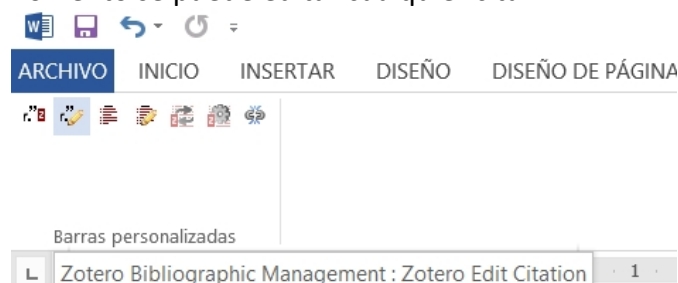 ARCHIVO INICIO INSERTAR DISEÑO DISEÑO DE PÁGINA
Barras personalizadas
Zotero Bibliographic Management : Zotero Edit Citation 1